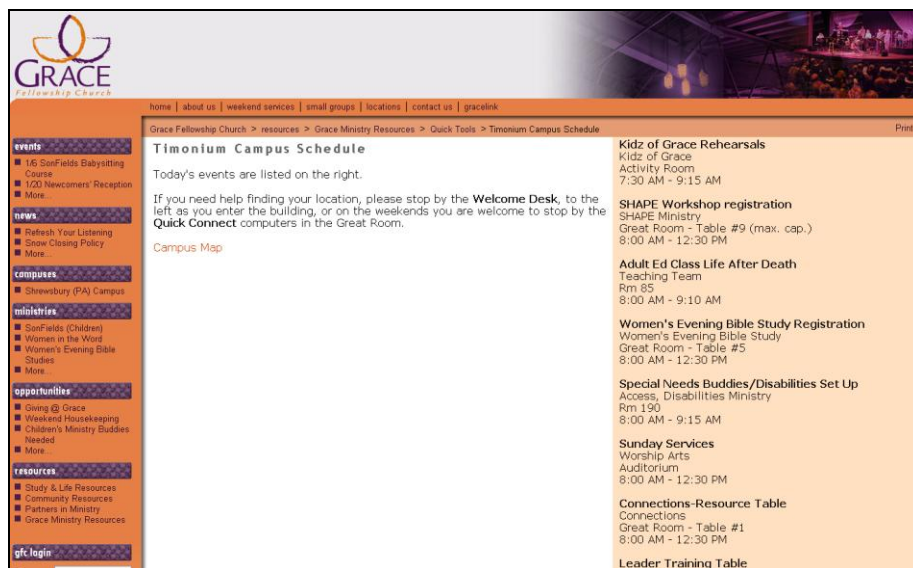 GRACE
Fellowship Church
home | about us | weekend services | small groups | locations | contact us | gracelink
Grace Fellowship Church > resources > Grace Ministry Resources > Quick Tools > Timonium Campus Schedule
Print
events
1/6 SonFields Babysitting
Course
1/20 Newcomers' Reception
More...
news
Refresh Your Listening
Snow Closing Policy
More...
campuses
Shrewsbury (PA) Campus
ministries
SonFields (Children)
Women in the Word
Women's Evening Bible
Studies
More...
opportunities
Giving @ Grace
Weekend Housekeeping
Children's Ministry Buddies
Needed
More...
resources
Study & Life Resources
Community Resources
Partners in Ministry
Grace Ministry Resources
gfc login
Timonium Campus Schedule
Today's events are listed on the right.
If you need help finding your location, please stop by the Welcome Desk, to the
left as you enter the building, or on the weekends you are welcome to stop by the
Quick Connect computers in the Great Room.
Campus Map
Kidz of Grace Rehearsals
Kidz of Grace
Activity Room
7:30 AM - 9:15 AM
SHAPE Workshop registration
SHAPE Ministry
Great Room - Table #9 (max. cap.)
8:00 AM - 12:30 PM
Adult Ed Class Life After Death
Teaching Team
Rm 85
8:00 AM - 9:10 AM
Women's Evening Bible Study Registration
Women's Evening Bible Study
Great Room - Table #5
8:00 AM - 12:30 PM
Special Needs Buddies/Disabilities Set Up
Access, Disabilities Ministry
Rm 190
8:00 AM - 9:15 AM
Sunday Services
Worship Arts
Auditorium
8:00 AM - 12:30 PM
Connections-Resource Table
Connections
Great Room - Table #1
8:00 AM - 12:30 PM
Leader Training Table